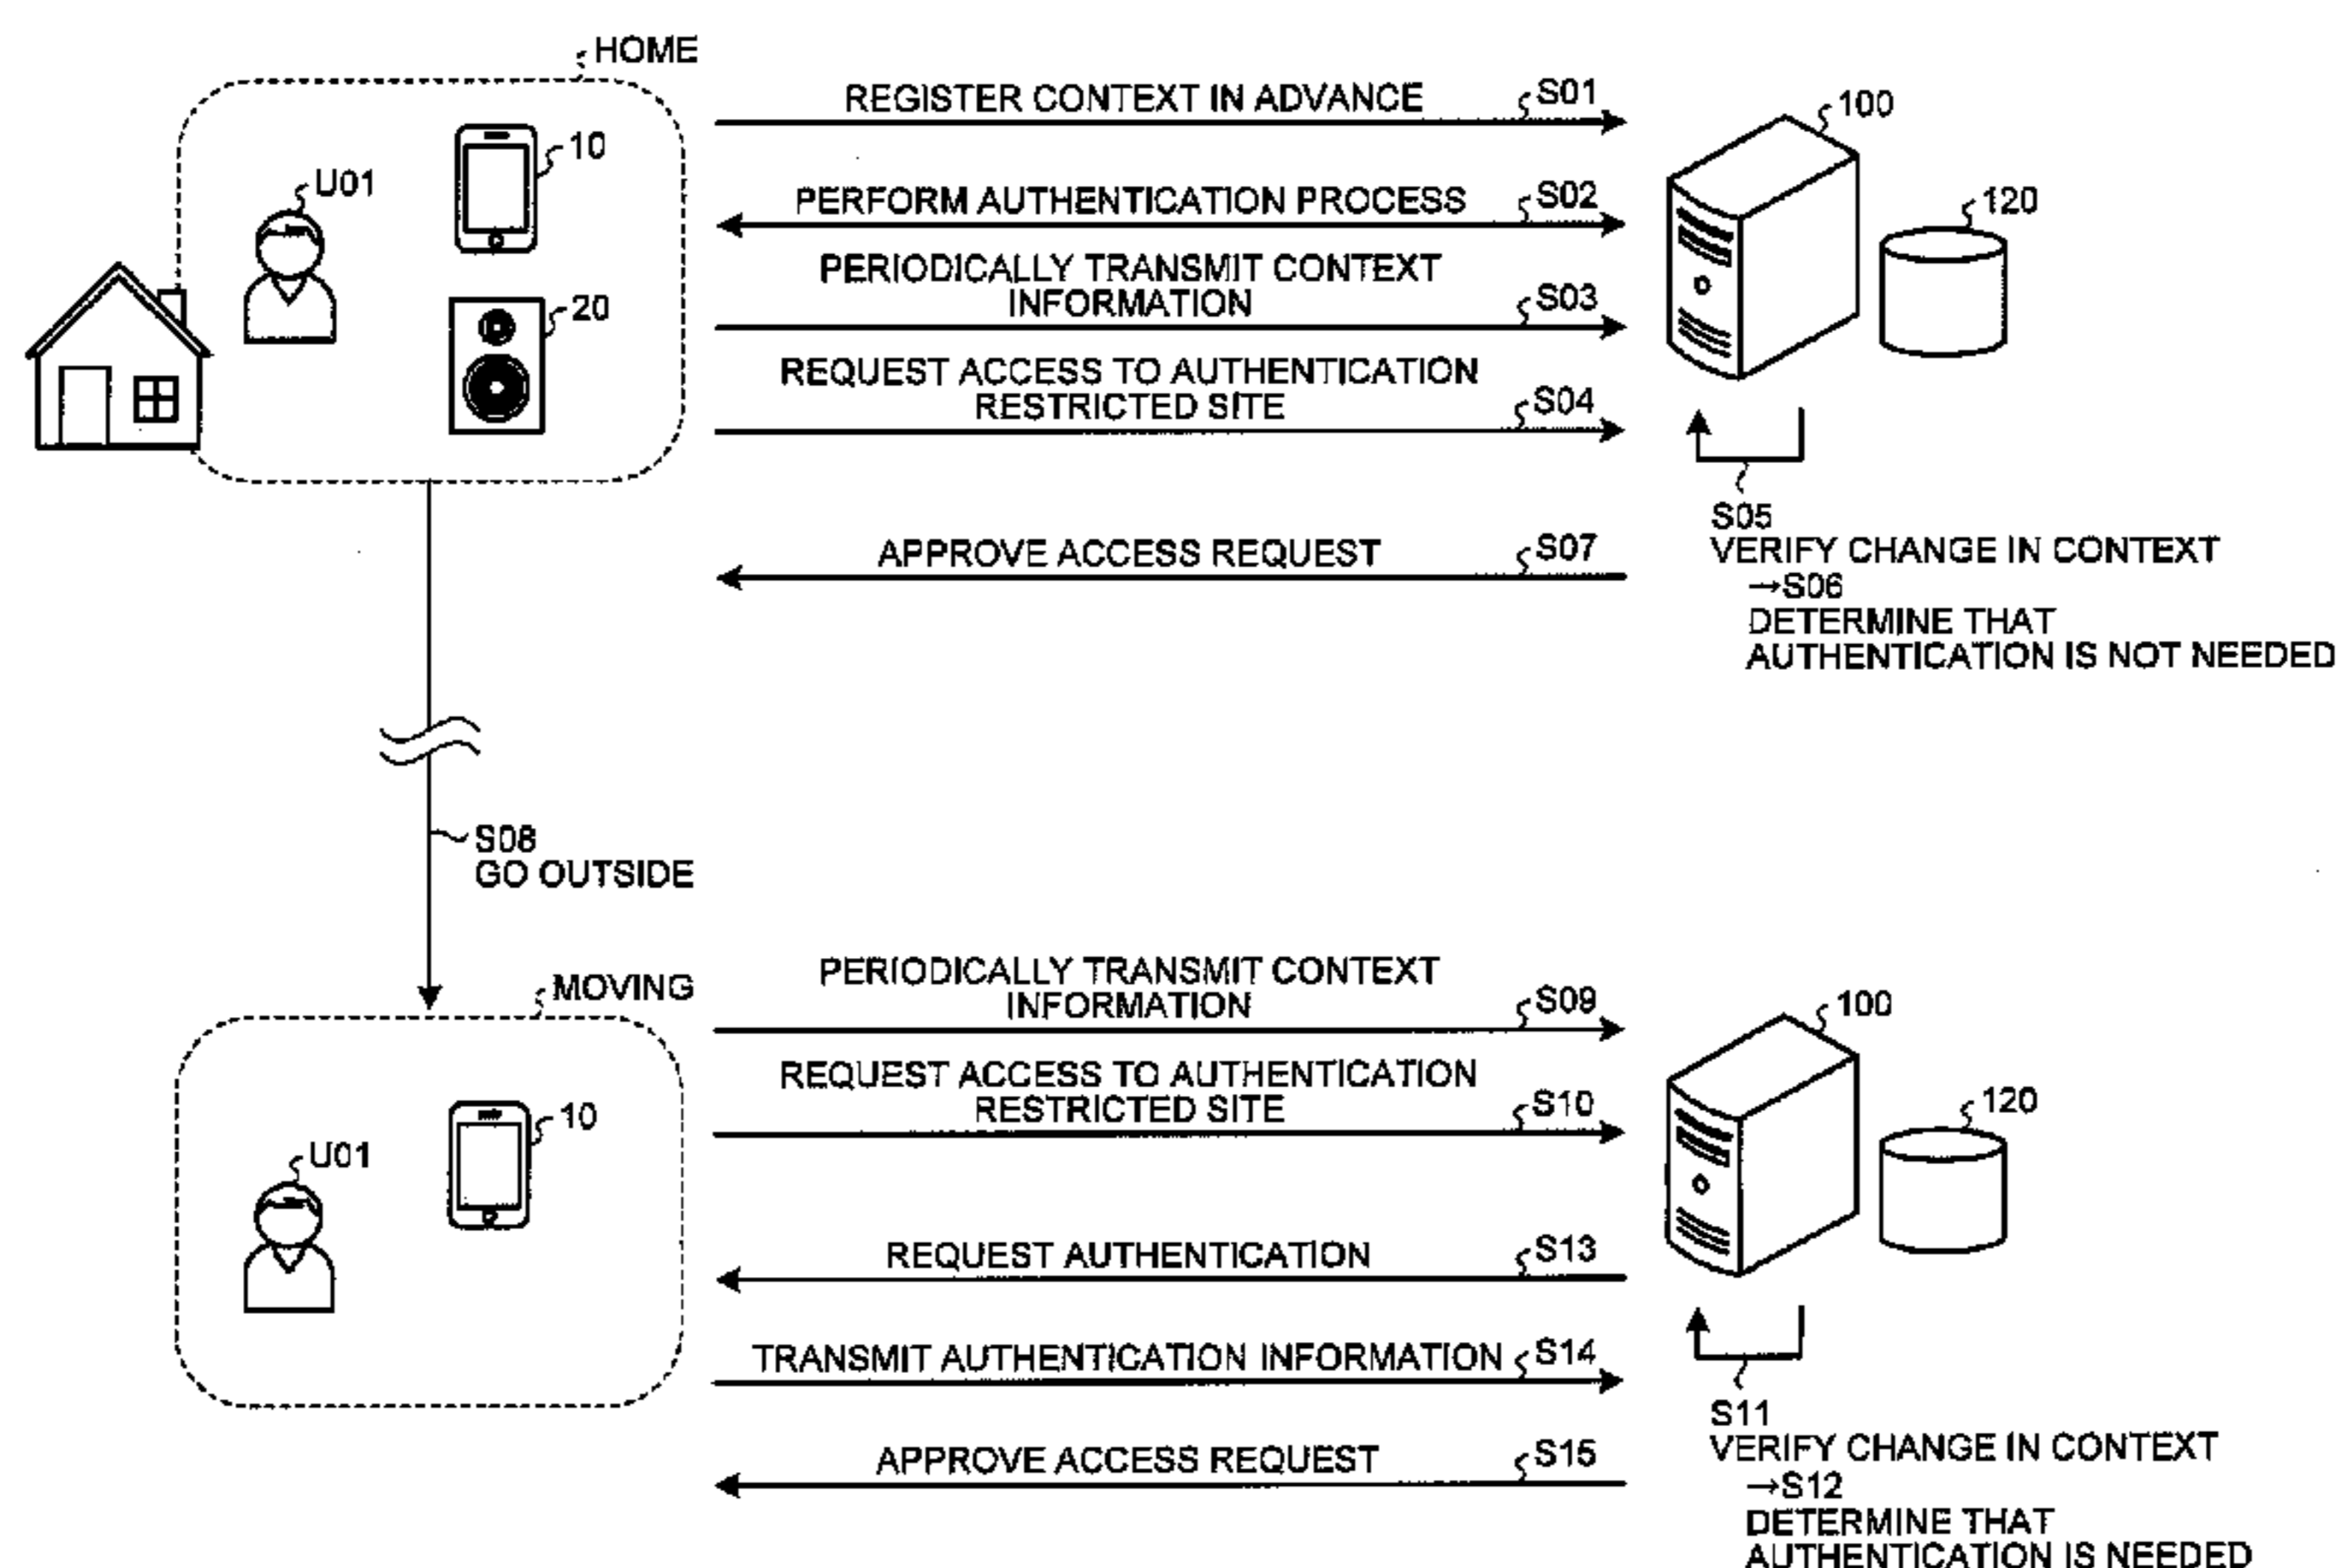 HOME
REGISTER CONTEXT IN ADVANCE
S01
100
10
U01
PERFORM AUTHENTICATION PROCESS
S02
120
PERIODICALLY TRANSMIT CONTEXT
INFORMATION
S03
20
REQUEST ACCESS TO AUTHENTICATION
RESTRICTED SITE
S04
S05
VERIFY CHANGE IN CONTEXT
→S06
DETERMINE THAT
AUTHENTICATION IS NOT NEEDED
APPROVE ACCESS REQUEST
S07
S08
GO OUTSIDE
MOVING
PERIODICALLY TRANSMIT CONTEXT
INFORMATION
S09
100
REQUEST ACCESS TO AUTHENTICATION
RESTRICTED SITE
S10
10
U01
120
REQUEST AUTHENTICATION
S13
TRANSMIT AUTHENTICATION INFORMATION
S14
S11
VERIFY CHANGE IN CONTEXT
→S12
DETERMINE THAT
AUTHENTICATION IS NEEDED
APPROVE ACCESS REQUEST
S15